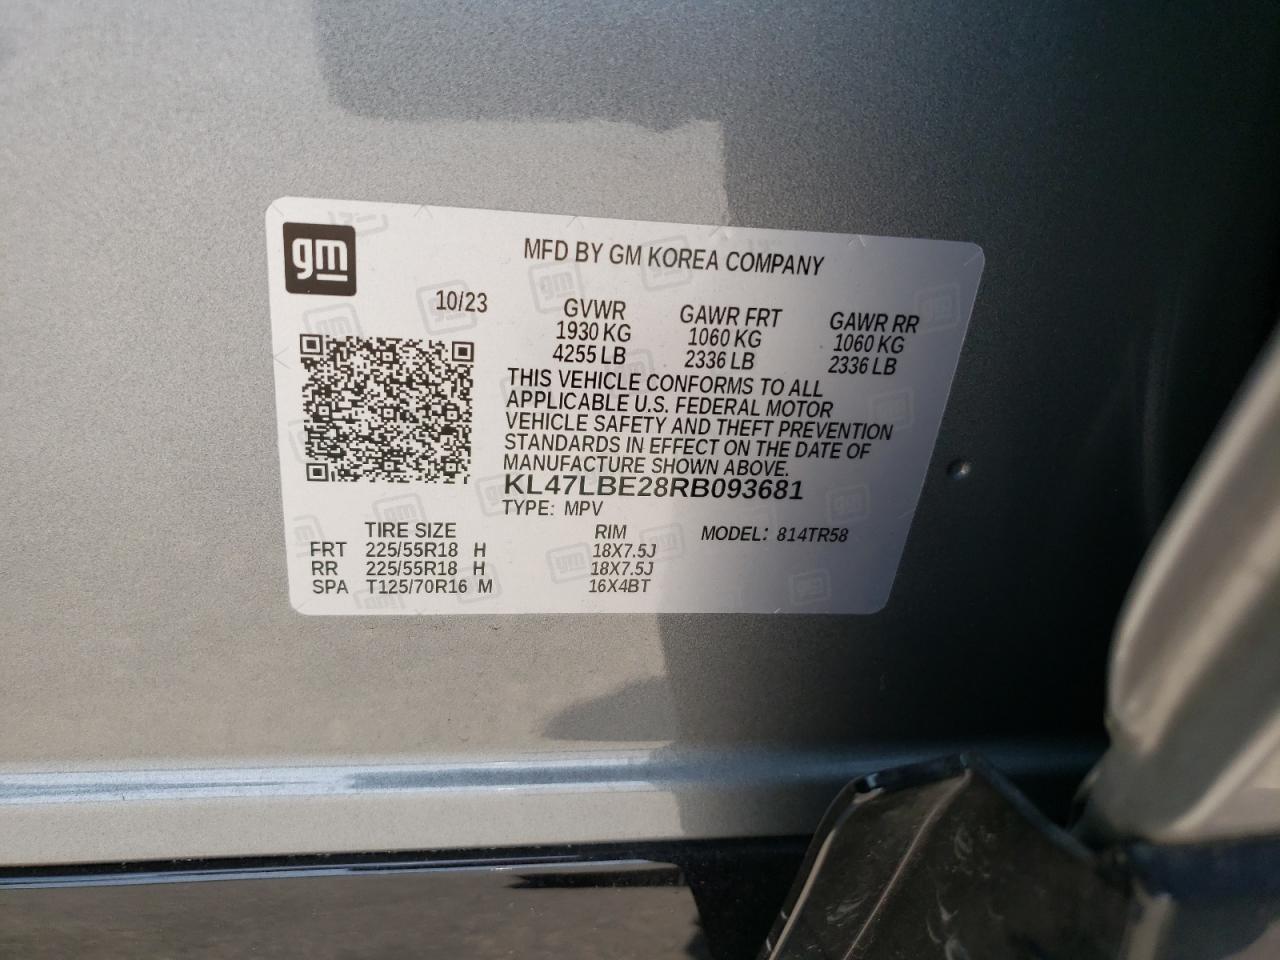 gm
MFD BY GM KOREA COMPANY
10/23 GVWR GAWR FRT GAWR RR
1930 KG 1060 KG 1060 KG
4255 LB 2336 LB 2336 LB
THIS VEHICLE CONFORMS TO ALL
APPLICABLE U.S. FEDERAL MOTOR
VEHICLE SAFETY AND THEFT PREVENTION
STANDARDS IN EFFECT ON THE DATE OF
MANUFACTURE SHOWN ABOVE.
KL47LBE28RB093681
TYPE: MPV
TIRE SIZE RIM MODEL: 814TR58
FRT 225/55R18 H 18X7.5J
RR 225/55R18 H 18X7.5J
SPA T125/70R16 M 16X4BT